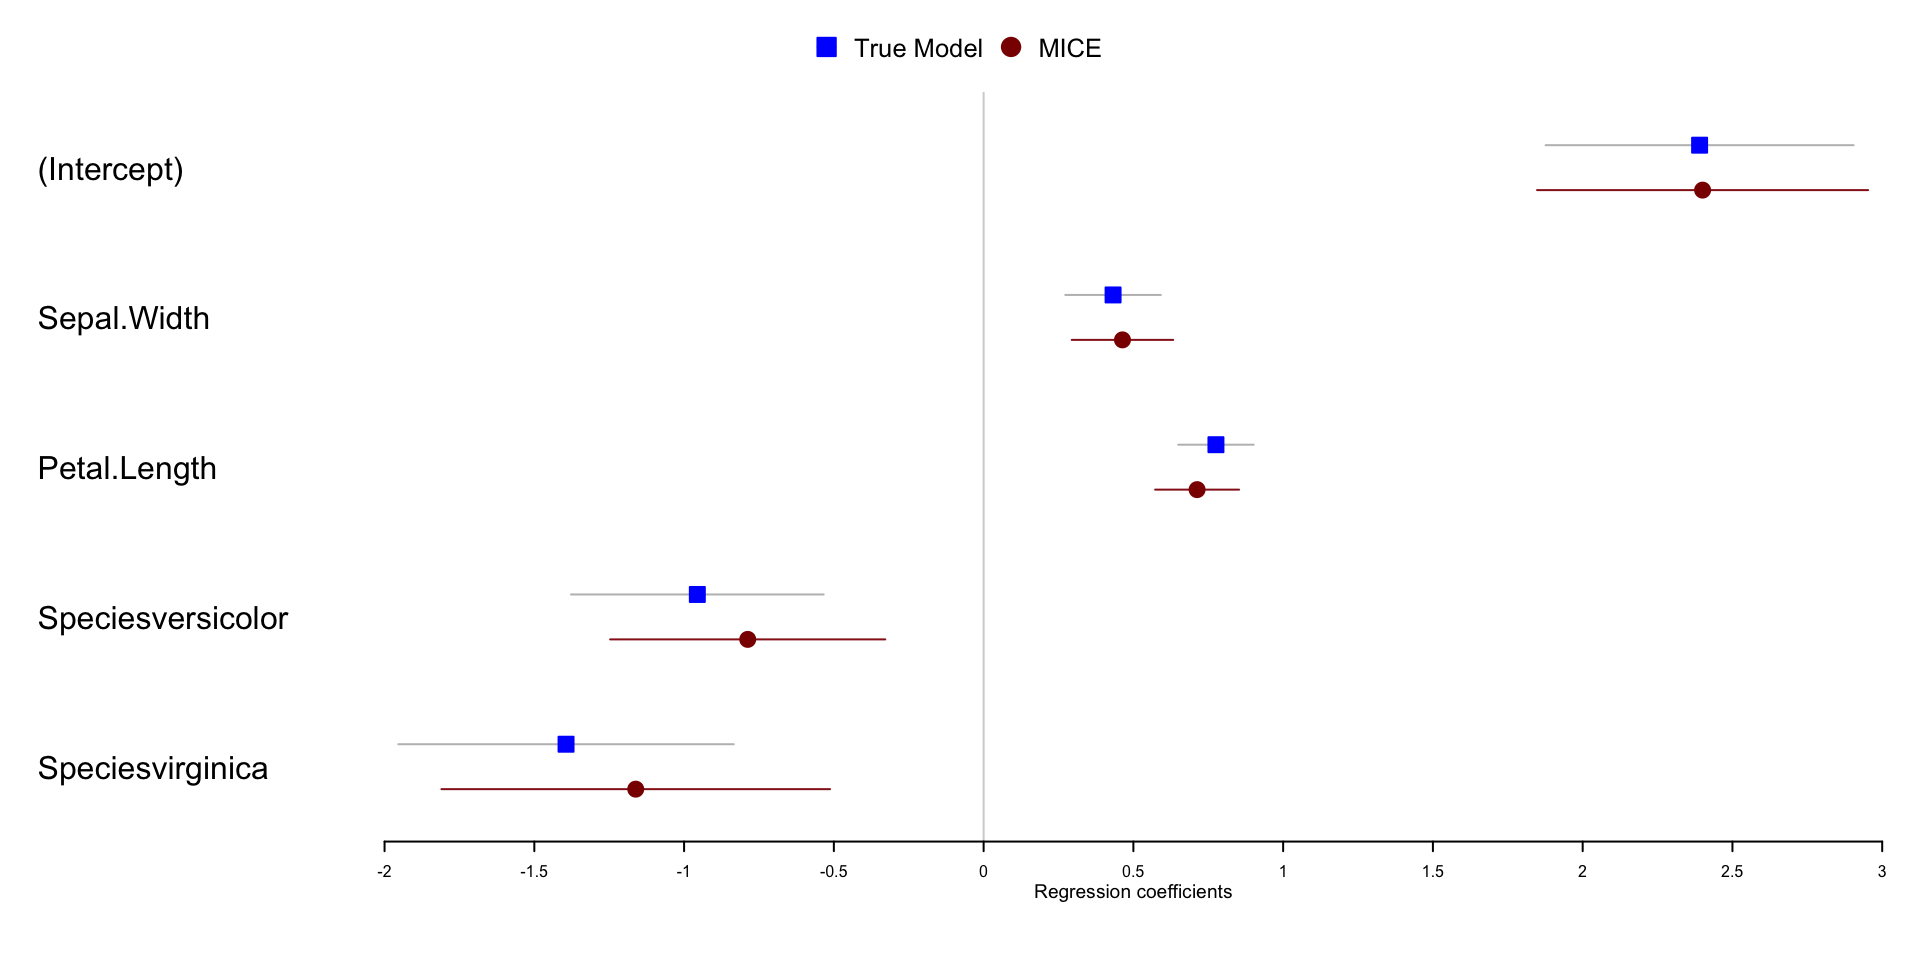 True Model MICE
(Intercept)
Sepal.Width
Petal.Length
Speciesversicolor
Speciesvirginica
-2 -1.5 -1 -0.5 0 0.5 1 1.5 2 2.5 3
Regression coefficients